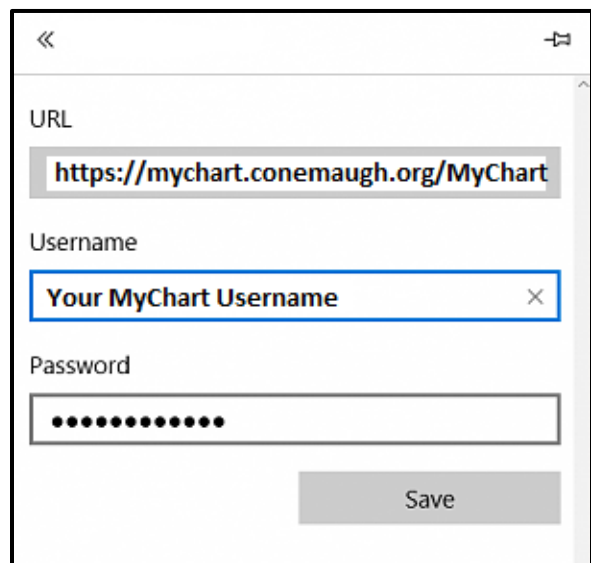 URL
https://mychart.conemaugh.org/MyChart
Username
Your MyChart Username
Password
••••••••••••
Save